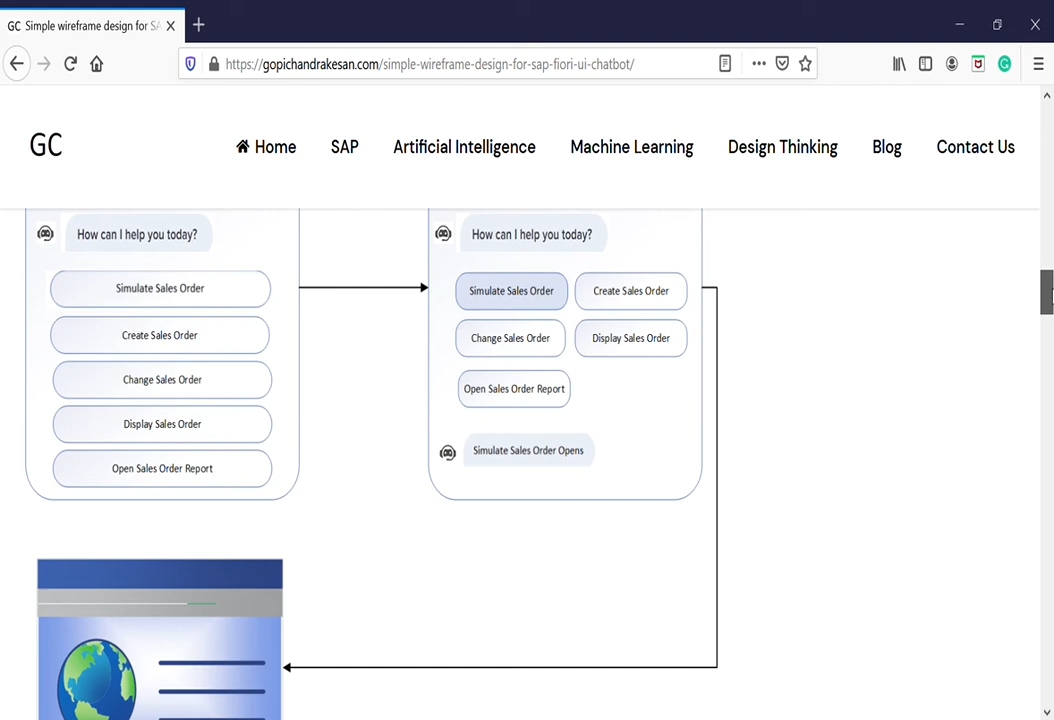 GC Simple wireframe design for SA
https://gopichandrakesan.com/simple-wireframe-design-for-sap-fiori-ui-chatbot/
GC
Home SAP Artificial Intelligence Machine Learning Design Thinking Blog Contact Us
How can I help you today?
Simulate Sales Order
Create Sales Order
Change Sales Order
Display Sales Order
Open Sales Order Report
How can I help you today?
Simulate Sales Order Create Sales Order
Change Sales Order Display Sales Order
Open Sales Order Report
Simulate Sales Order Opens